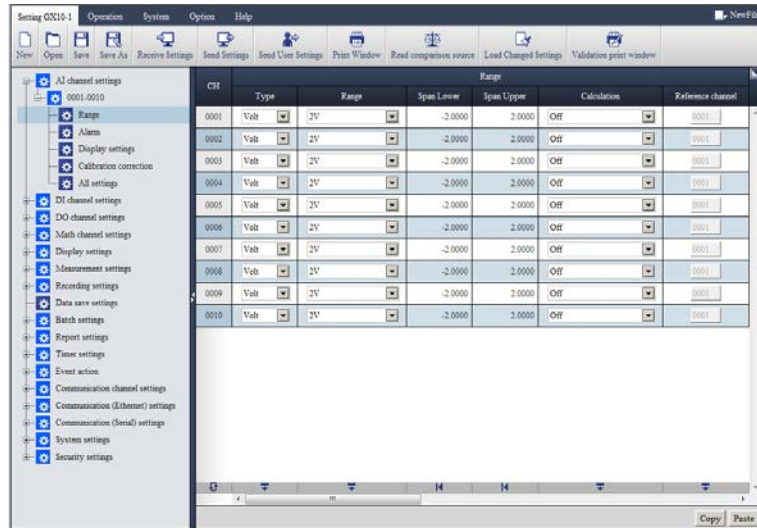 Setting GX10-1 Operation System Option Help NewFile
New Open Save Save As Receive Settings Send Settings Send User Settings Print Window Read comparison source Load Changed Settings Validation print window
AI channel settings
0001-0010
Range
Alarm
Display settings
Calibration correction
All settings
DI channel settings
DO channel settings
Math channel settings
Display settings
Measurement settings
Recording settings
Data save settings
Batch settings
Report settings
Timer settings
Event action
Communication channel settings
Communication (Ethernet) settings
Communication (Serial) settings
System settings
Security settings
CH Range
Type Range Span Lower Span Upper Calculation Reference channel
0001 Volt 2V -2.0000 2.0000 Off 0001
0002 Volt 2V -2.0000 2.0000 Off 0001
0003 Volt 2V -2.0000 2.0000 Off 0001
0004 Volt 2V -2.0000 2.0000 Off 0001
0005 Volt 2V -2.0000 2.0000 Off 0001
0006 Volt 2V -2.0000 2.0000 Off 0001
0007 Volt 2V -2.0000 2.0000 Off 0001
0008 Volt 2V -2.0000 2.0000 Off 0001
0009 Volt 2V -2.0000 2.0000 Off 0001
0010 Volt 2V -2.0000 2.0000 Off 0001
Copy Paste